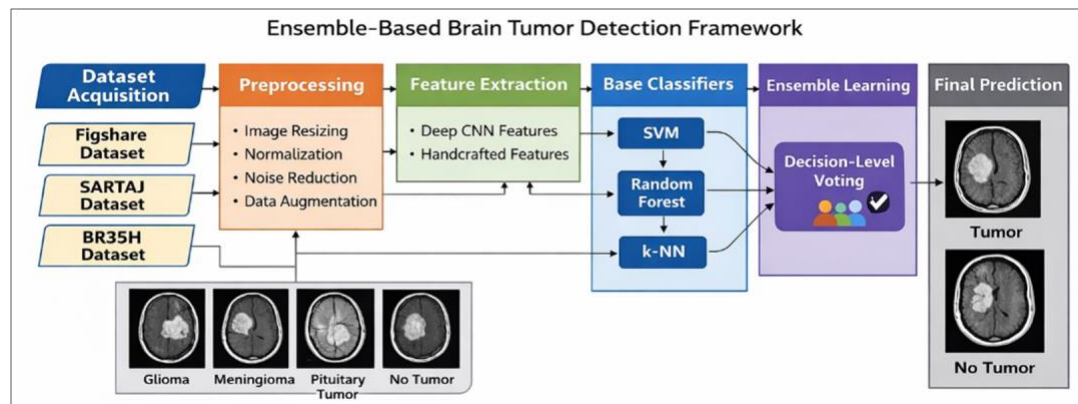 Ensemble-Based Brain Tumor Detection Framework
Dataset
Acquisition
Figshare
Dataset
SARTAJ
Dataset
BR35H
Dataset
Preprocessing
• Image Resizing
• Normalization
• Noise Reduction
• Data Augmentation
Feature Extraction
• Deep CNN Features
• Handcrafted Features
Base Classifiers
SVM
Random
Forest
k-NN
Ensemble Learning
Decision-Level
Voting
Final Prediction
Tumor
No Tumor
Glioma
Meningioma
Pituitary
Tumor
No Tumor